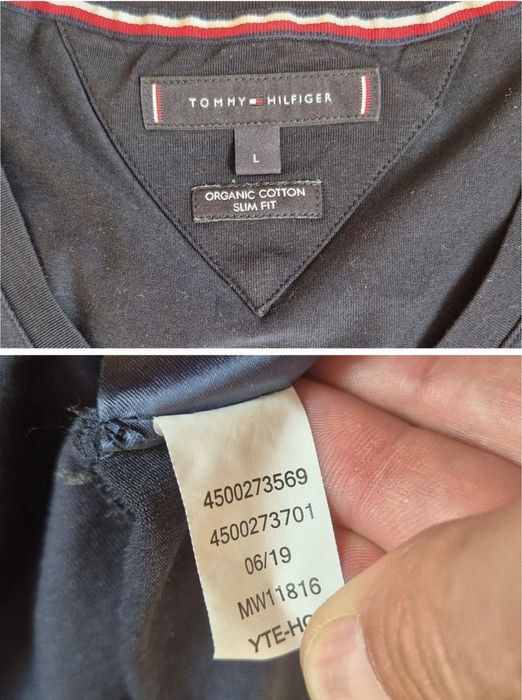 TOMMY HILFIGER
L
ORGANIC COTTON
SLIM FIT
4500273569
4500273701
06/19
MW11816